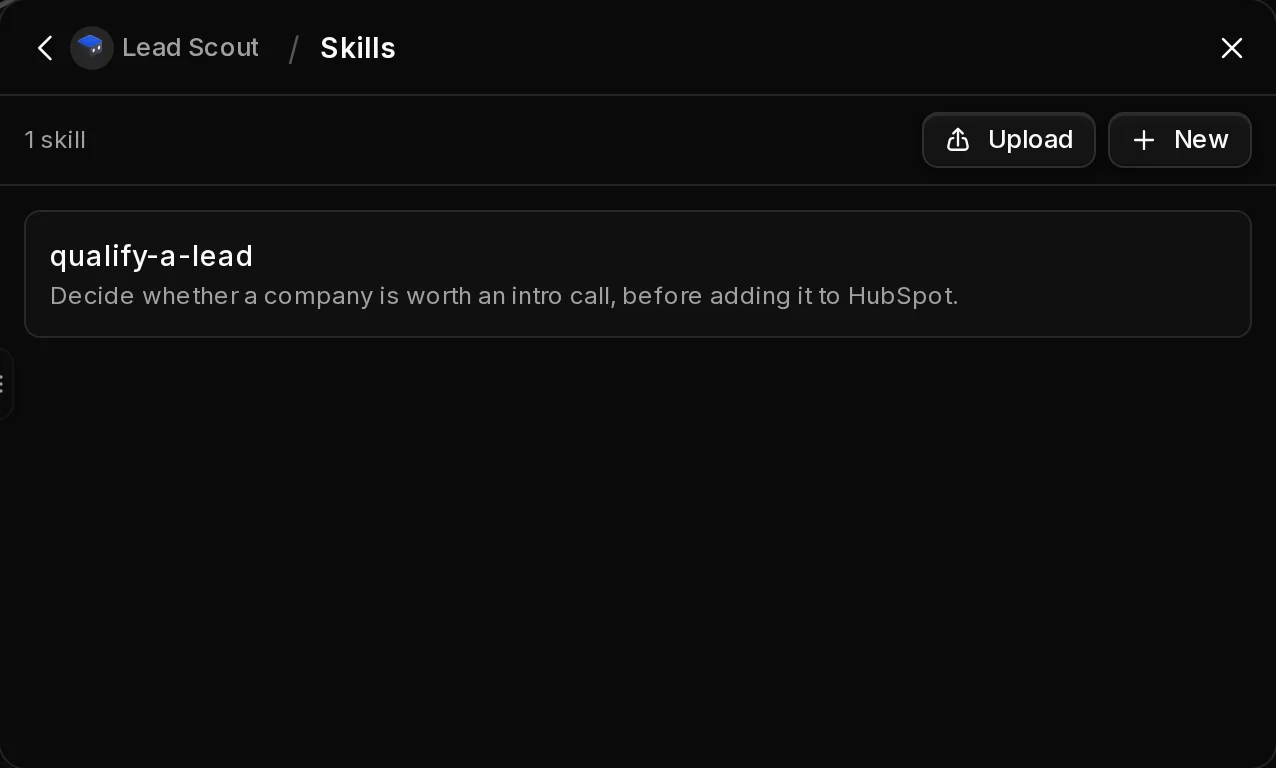 Lead Scout / Skills
1 skill
Upload
New
qualify-a-lead
Decide whether a company is worth an intro call, before adding it to HubSpot.